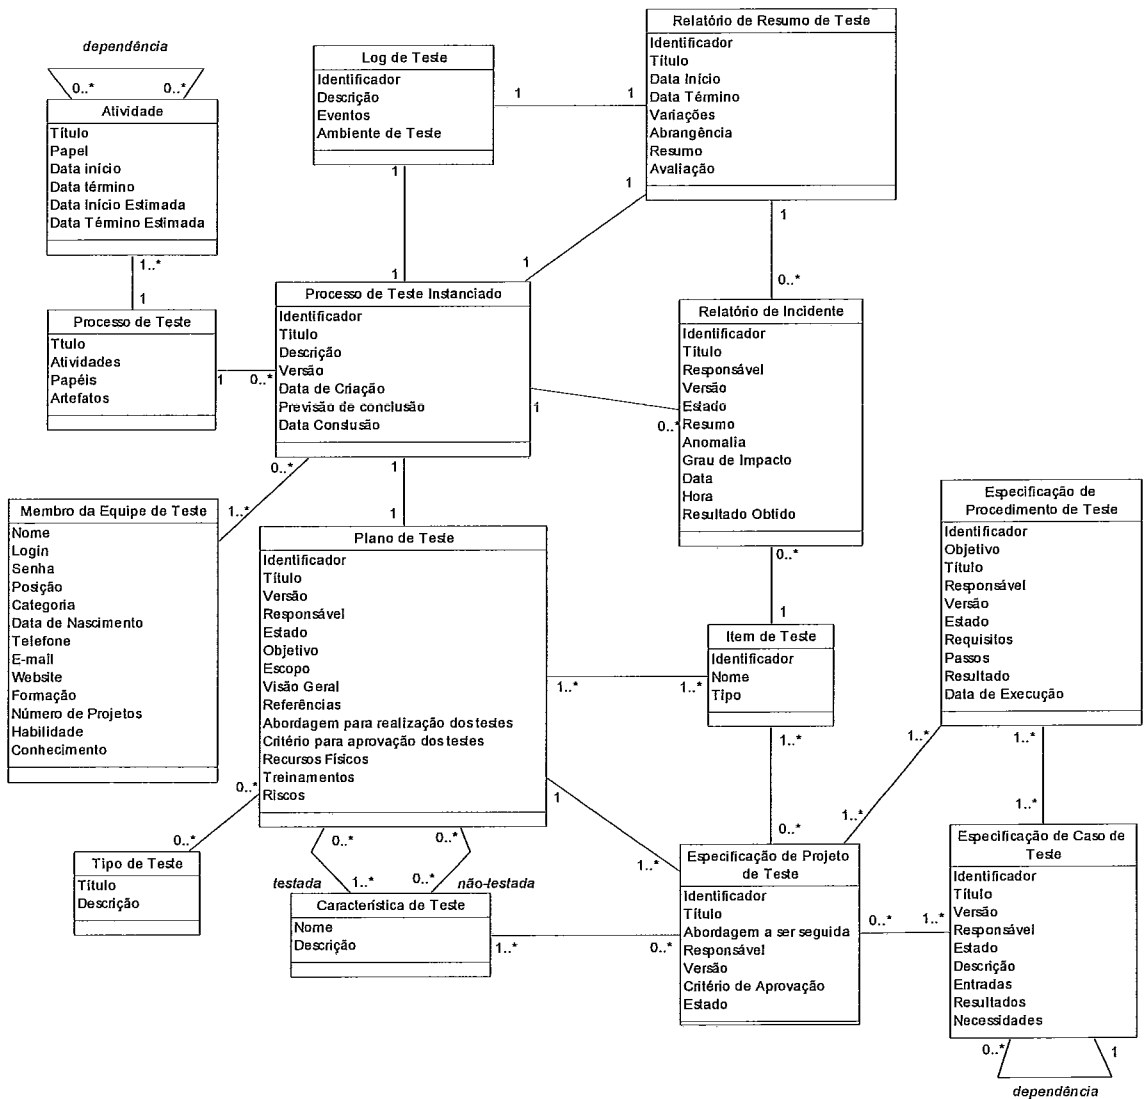 dependência
0..*
0..*
Atividade
Título
Papel
Data início
Data término
Data Início Estimada
Data Término Estimada
1..*
1
Processo de Teste
Ttulo
Atividades
Papéis
Artefatos
1
0..*
Log de Teste
Identificador
Descrição
Eventos
Ambiente de Teste
1
1
1
1
Relatório de Resumo de Teste
Identificador
Título
Data Início
Data Término
Variações
Abrangência
Resumo
Avaliação
1
1
1
0..*
Processo de Teste Instanciado
Identificador
Titulo
Descrição
Versão
Data de Criação
Previsão de conclusão
Data Conslusão
1
0..*
Relatório de Incidente
Identificador
Título
Responsável
Versão
Estado
Resumo
Anomalia
Grau de Impacto
Data
Hora
Resultado Obtido
0..*
1
0..*
1..*
1
1
Membro da Equipe de Teste
Nome
Login
Senha
Posição
Categoria
Data de Nascimento
Telefone
E-mail
Website
Formação
Número de Projetos
Habilidade
Conhecimento
Plano de Teste
Identificador
Título
Versão
Responsável
Estado
Objetivo
Escopo
Visão Geral
Referências
Abordagem para realização dos testes
Critério para aprovação dos testes
Recursos Físicos
Treinamentos
Riscos
1..*
1..*
Item de Teste
Identificador
Nome
Tipo
1..*
0..*
Especificação de
Procedimento de Teste
Identificador
Objetivo
Título
Responsável
Versão
Estado
Requisitos
Passos
Resultado
Data de Execução
1..*
1..*
1..*
1..*
0..*
0..*
Tipo de Teste
Título
Descrição
0..*
0..*
testada
1..*
0..*
não-testada
Característica de Teste
Nome
Descrição
1..*
0..*
1
1..*
Especificação de Projeto
de Teste
Identificador
Título
Abordagem a ser seguida
Responsável
Versão
Critério de Aprovação
Estado
0..*
1..*
Especificação de Caso de
Teste
Identificador
Título
Versão
Responsável
Estado
Descrição
Entradas
Resultados
Necessidades
0..*
1
dependência